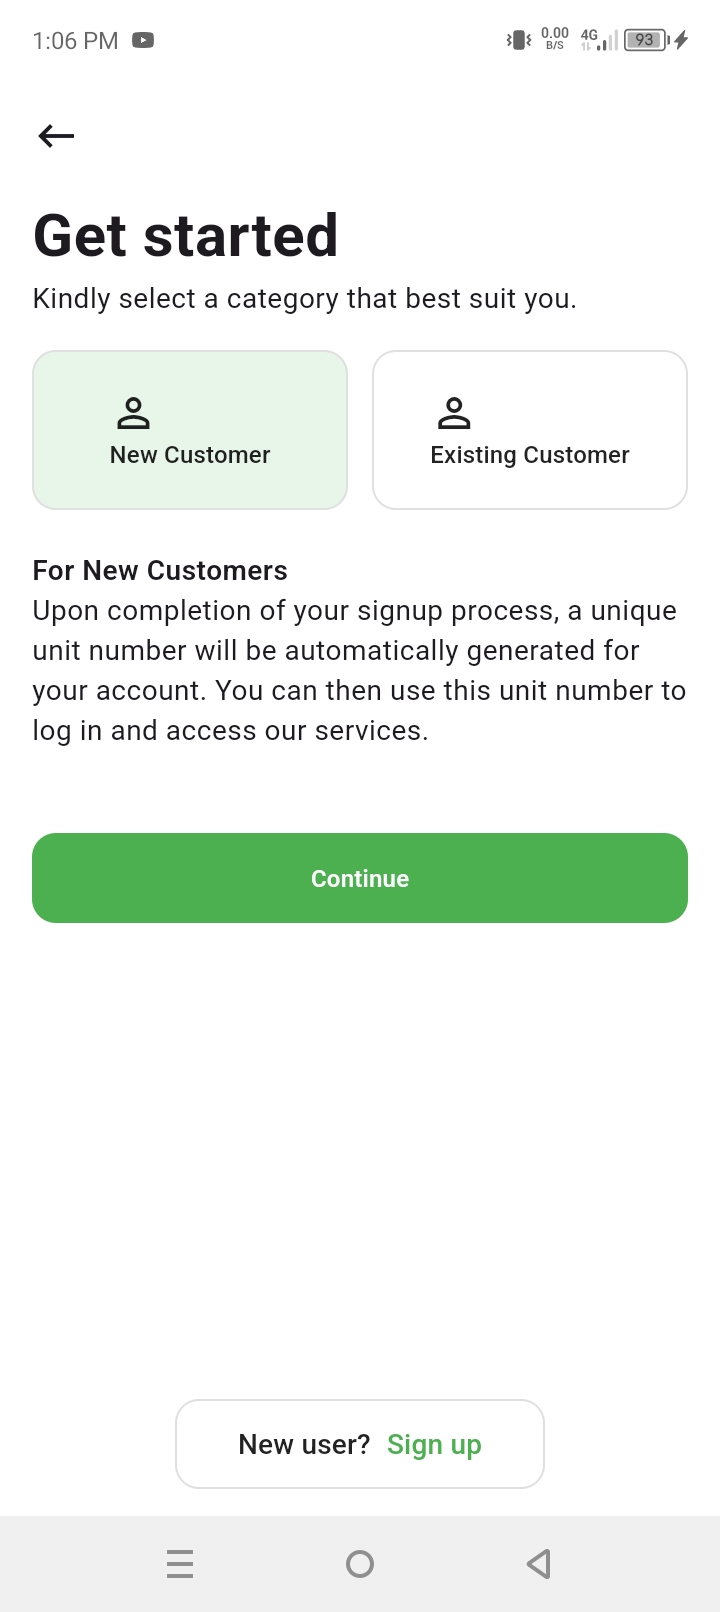 1:06 PM
0.00
B/S
4G
93
Get started
Kindly select a category that best suit you.
New Customer
Existing Customer
For New Customers
Upon completion of your signup process, a unique
unit number will be automatically generated for
your account. You can then use this unit number to
log in and access our services.
Continue
New user? Sign up